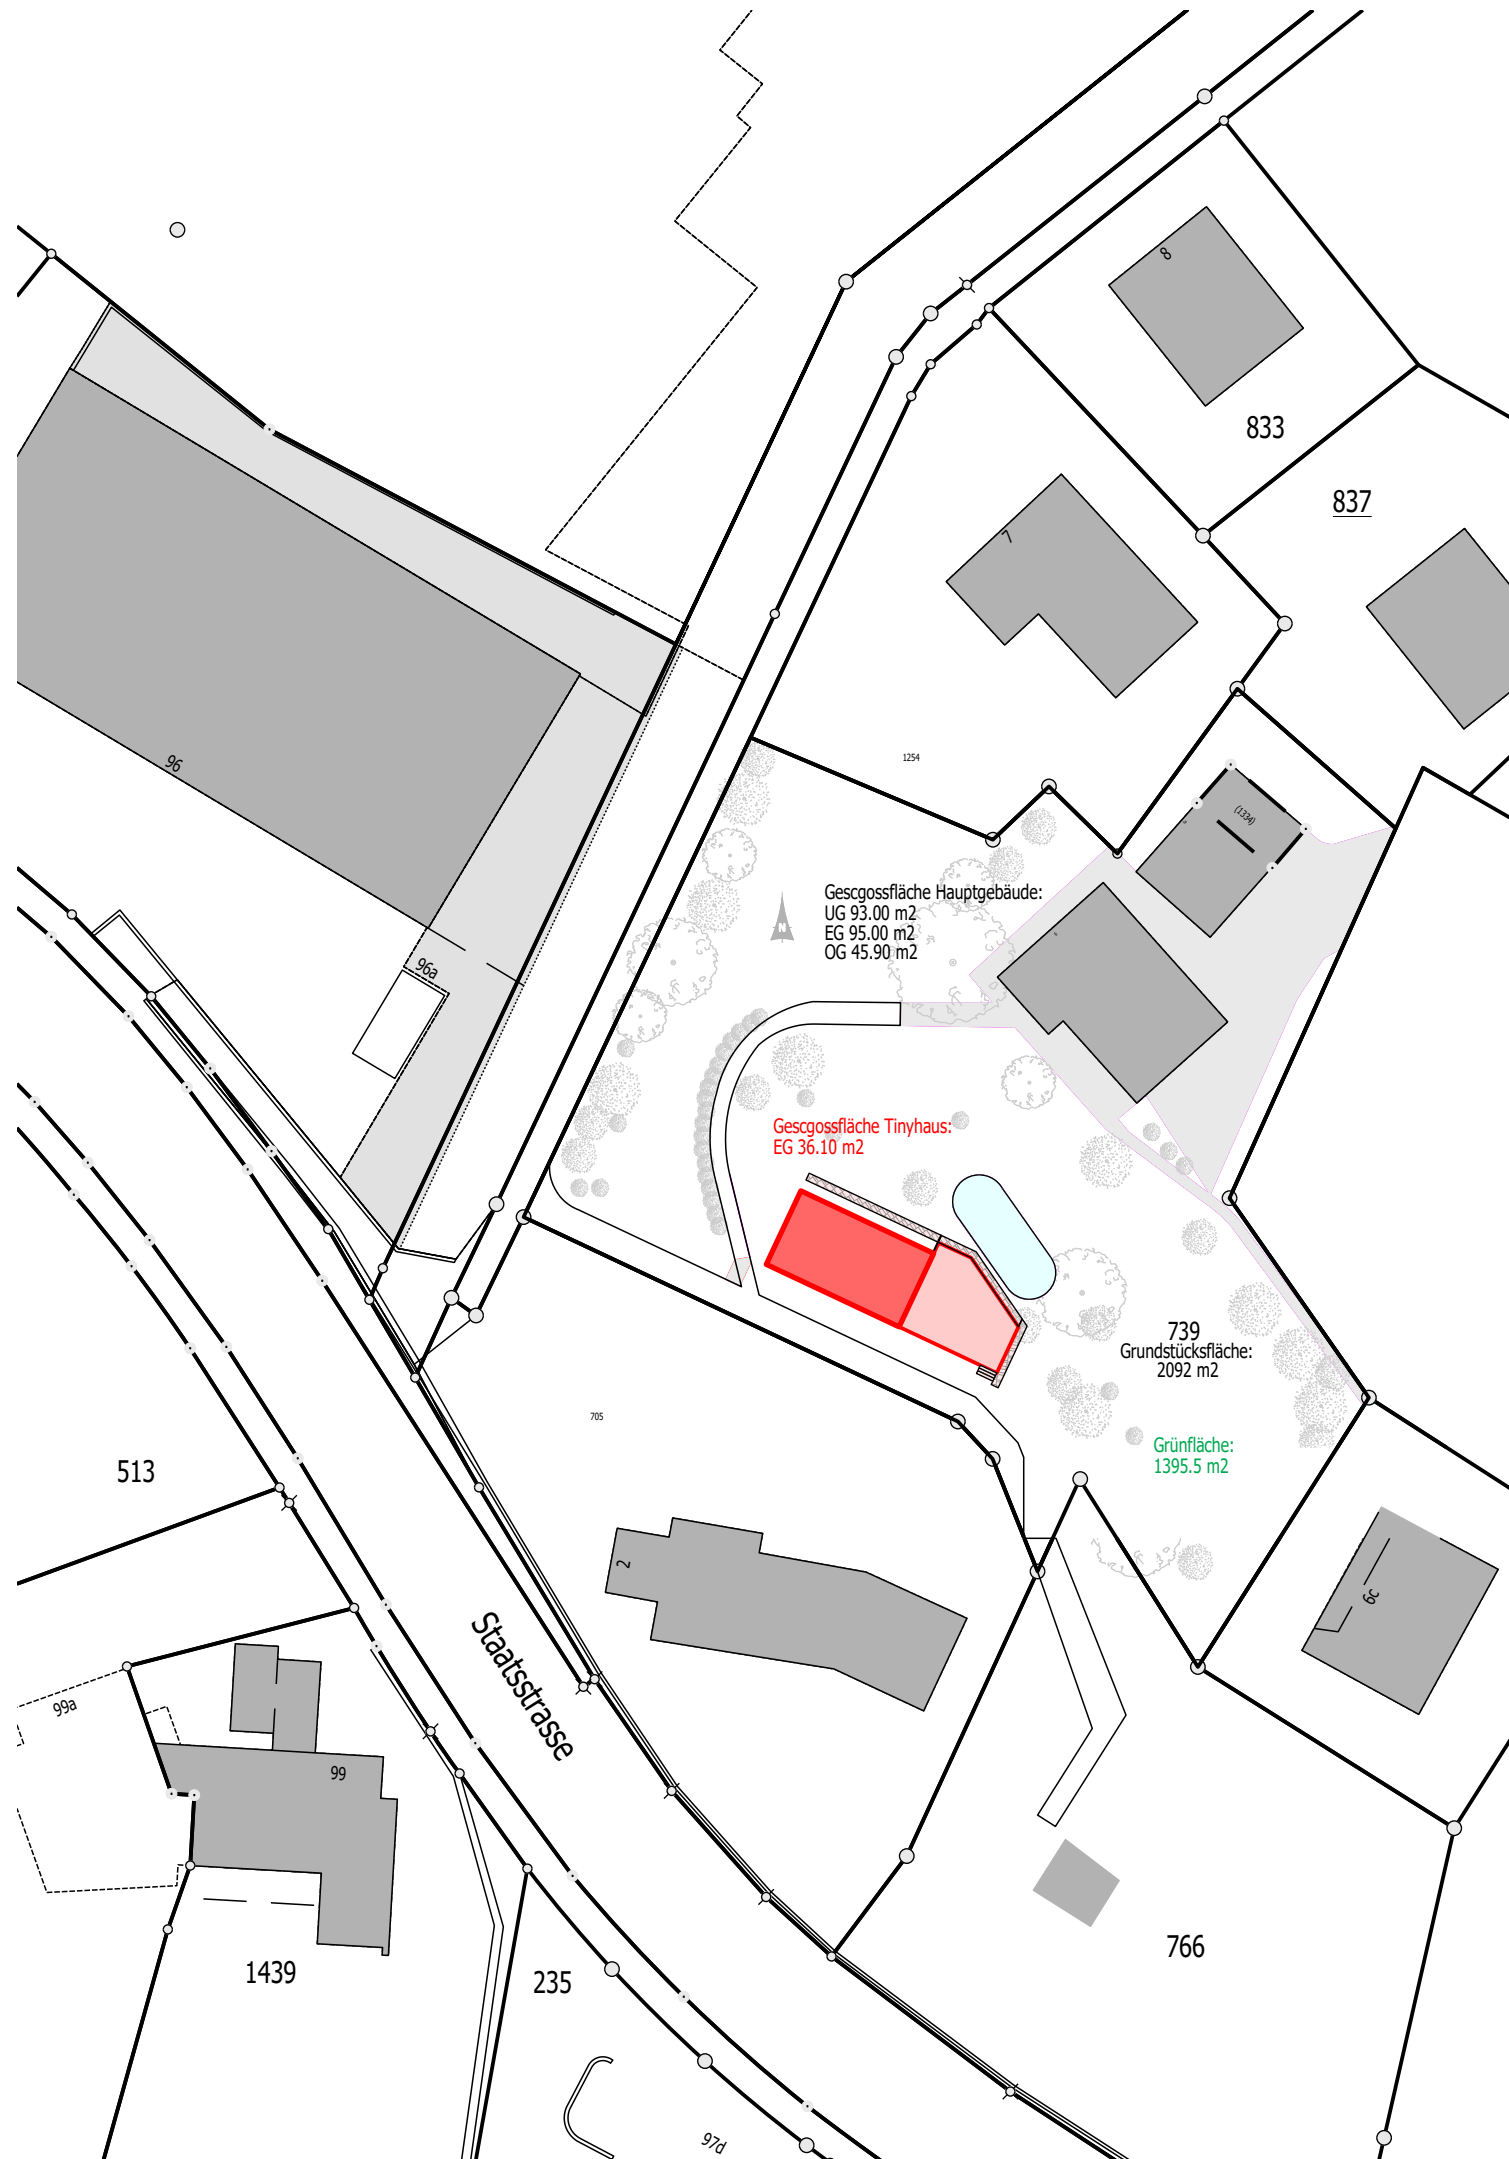 8
833
837
7
1254
96
(1334)
Gescgossfläche Hauptgebäude:
UG 93.00 m2
EG 95.00 m2
OG 45.90 m2
N
96a
Gescgossfläche Tinyhaus:
EG 36.10 m2
739
Grundstücksfläche:
2092 m2
705
Grünfläche:
1395.5 m2
513
2
6c
Staatsstrasse
99a
99
766
1439
235
97d